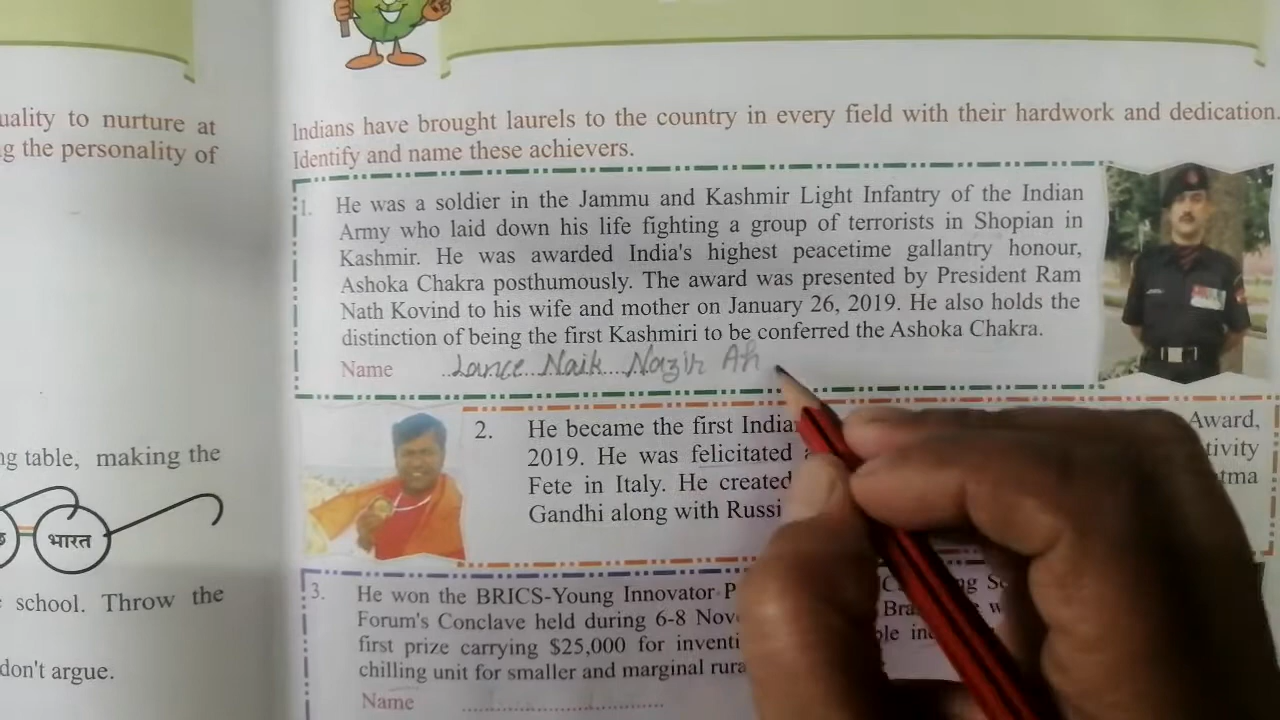 uality to nurture at
g the personality of
ng table, making the
भारत
school. Throw the
don't argue.
Indians have brought laurels to the country in every field with their hardwork and dedication.
Identify and name these achievers.
1. He was a soldier in the Jammu and Kashmir Light Infantry of the Indian
Army who laid down his life fighting a group of terrorists in Shopian in
Kashmir. He was awarded India's highest peacetime gallantry honour,
Ashoka Chakra posthumously. The award was presented by President Ram
Nath Kovind to his wife and mother on January 26, 2019. He also holds the
distinction of being the first Kashmiri to be conferred the Ashoka Chakra.
Name Lance Naik Nazir Ah
2. He became the first India Award,
2019. He was felicitated tivity
Fete in Italy. He created tma
Gandhi along with Russi
3. He won the BRICS-Young Innovator P
Forum's Conclave held during 6-8 Nov
first prize carrying $25,000 for inventi
chilling unit for smaller and marginal rura
Name